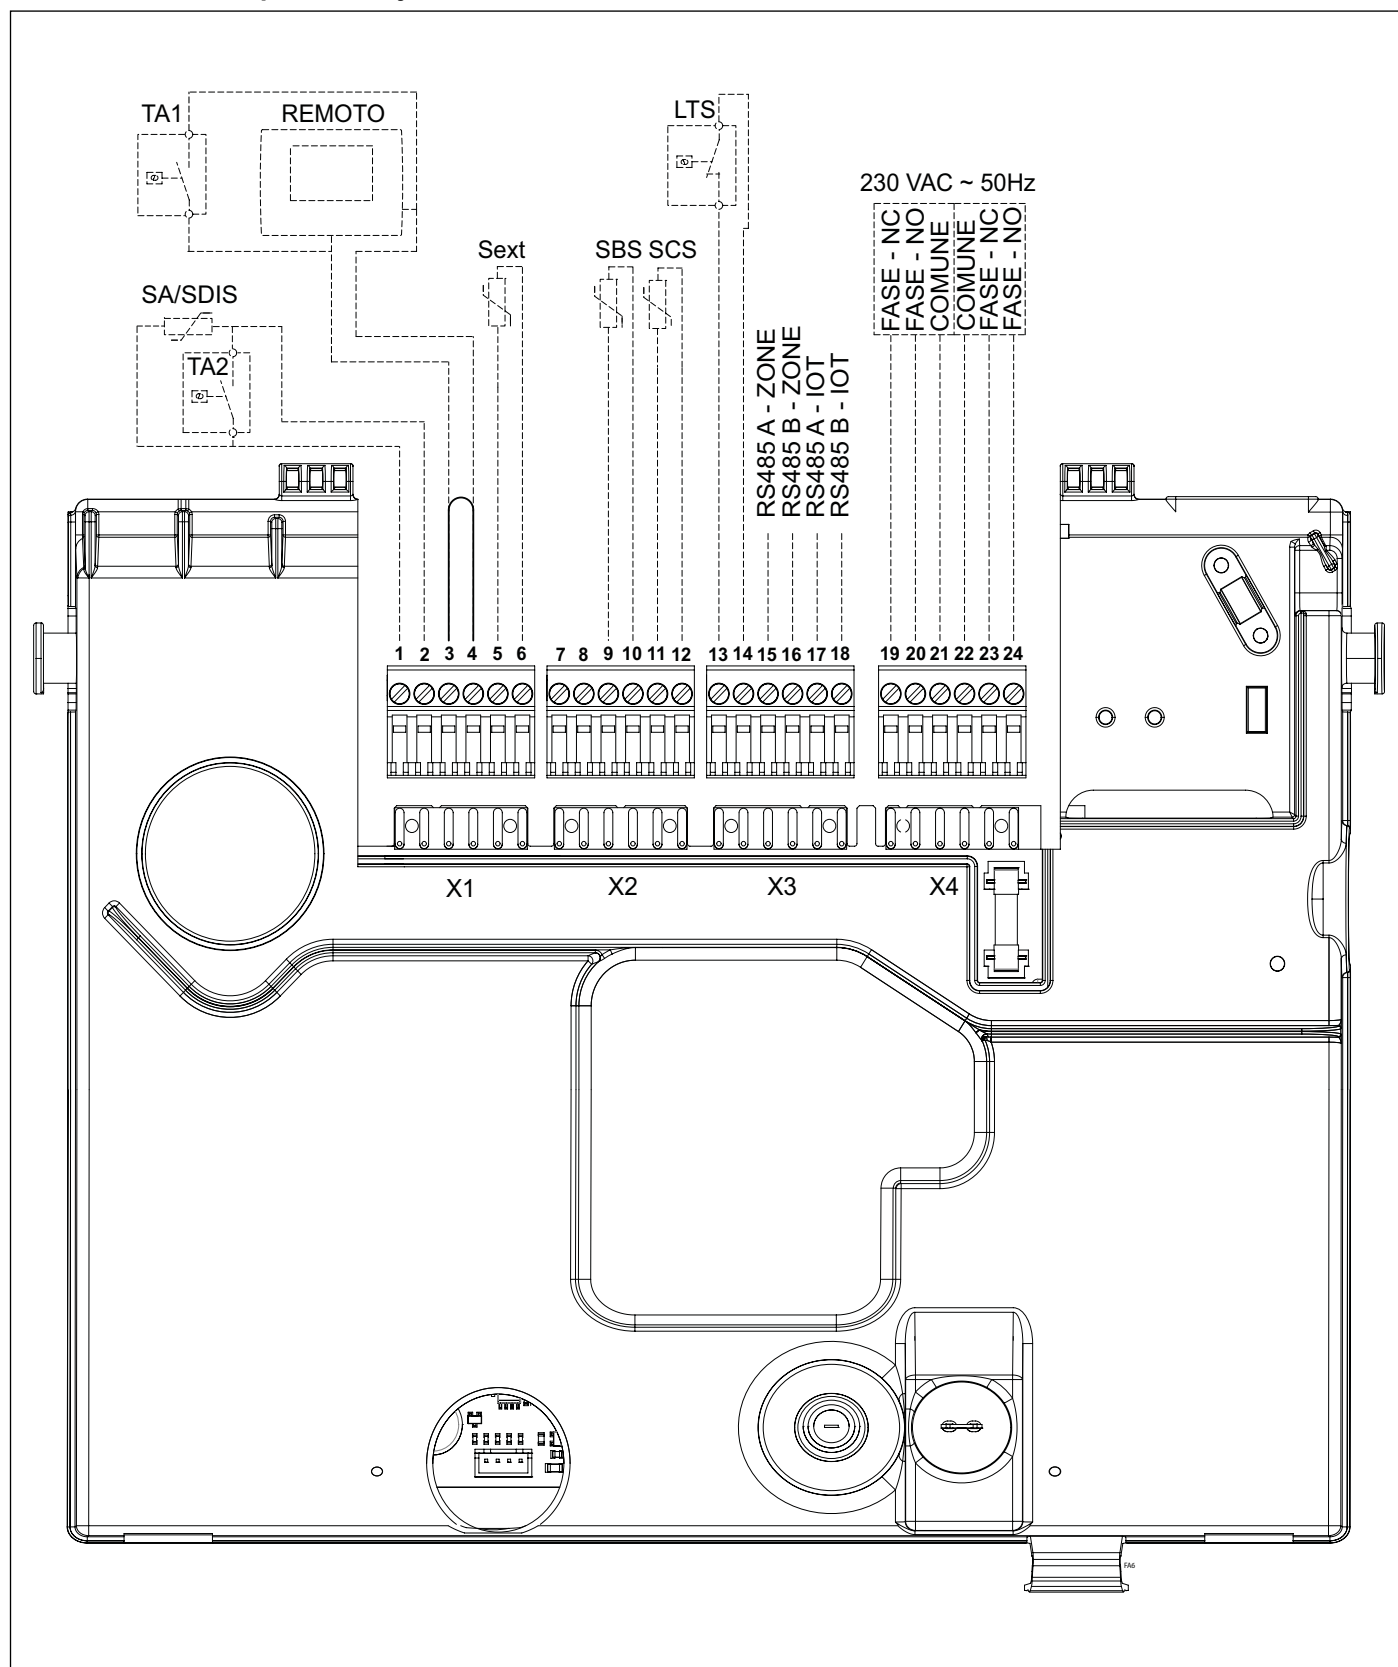 TA1
REMOTO
LTS
230 VAC ~ 50Hz
FASE - NC
FASE - NO
COMUNE
COMUNE
FASE - NC
FASE - NO
Sext
SBS SCS
SA/SDIS
TA2
RS485 A - ZONE
RS485 B - ZONE
RS485 A - IOT
RS485 B - IOT
1 2 3 4 5 6 7 8 9 10 11 12 13 14 15 16 17 18 19 20 21 22 23 24
X1 X2 X3 X4
FA6